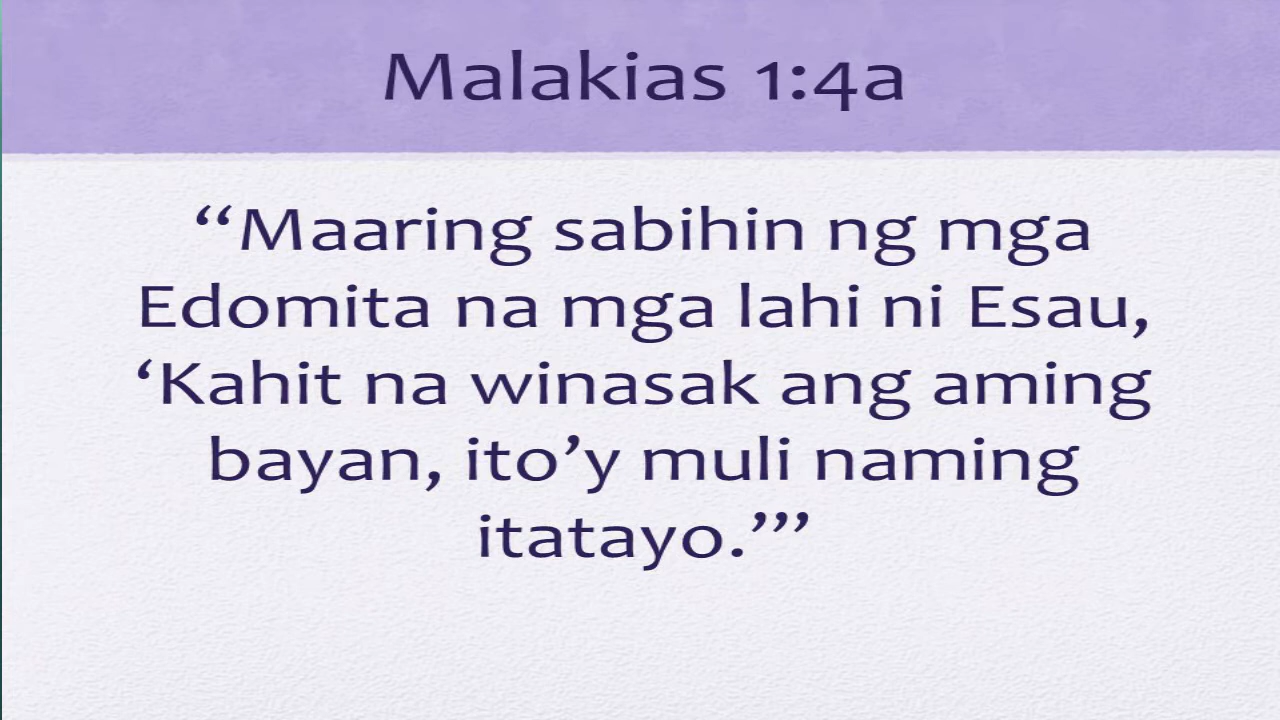 Malakias 1:4a
“Maaring sabihin ng mga
Edomita na mga lahi ni Esau,
‘Kahit na winasak ang aming
bayan, ito’y muli naming
itatayo.’”’